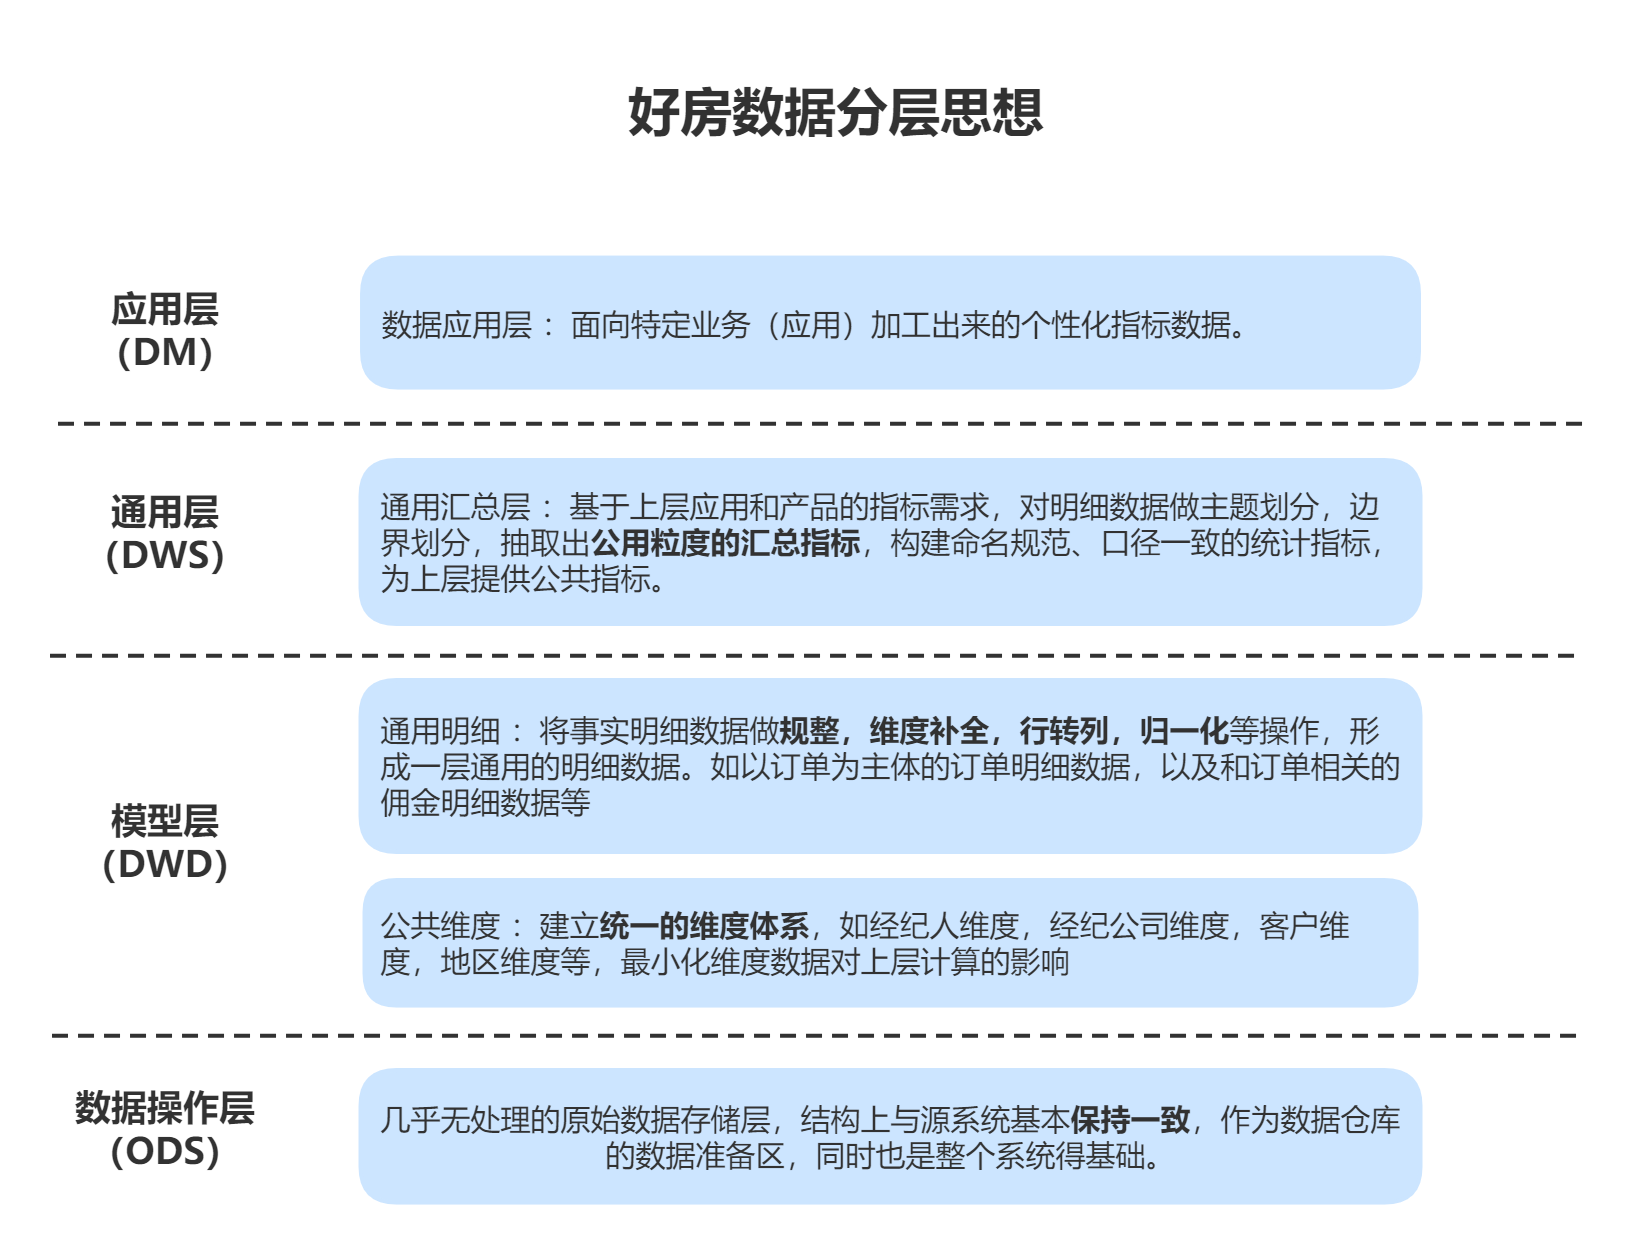 好房数据分层思想
应用层
（DM）
数据应用层 ：面向特定业务（应用）加工出来的个性化指标数据。
通用层
（DWS）
通用汇总层 ：基于上层应用和产品的指标需求，对明细数据做主题划分，边
界划分，抽取出公用粒度的汇总指标，构建命名规范、口径一致的统计指标，
为上层提供公共指标。
模型层
（DWD）
通用明细 ：将事实明细数据做规整，维度补全，行转列，归一化等操作，形
成一层通用的明细数据。如以订单为主体的订单明细数据，以及和订单相关的
佣金明细数据等
公共维度 ：建立统一的维度体系，如经纪人维度，经纪公司维度，客户维
度，地区维度等，最小化维度数据对上层计算的影响
数据操作层
（ODS）
几乎无处理的原始数据存储层，结构上与源系统基本保持一致，作为数据仓库
的数据准备区，同时也是整个系统得基础。